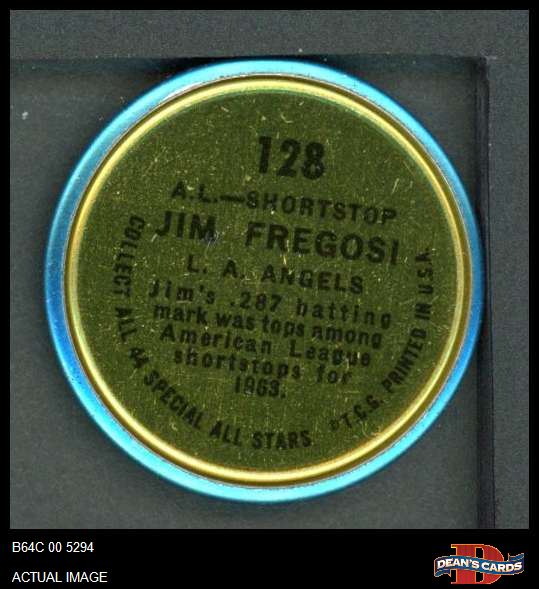 128
A.L.—SHORTSTOP
JIM FREGOSI
L. A. ANGELS
Jim's .287 batting
mark was tops among
American League
shortstops for
1963.
COLLECT ALL 44 SPECIAL ALL STARS
©T.C.G. PRINTED IN U S A
B64C 00 5294
ACTUAL IMAGE
B
DEAN'S CARDS